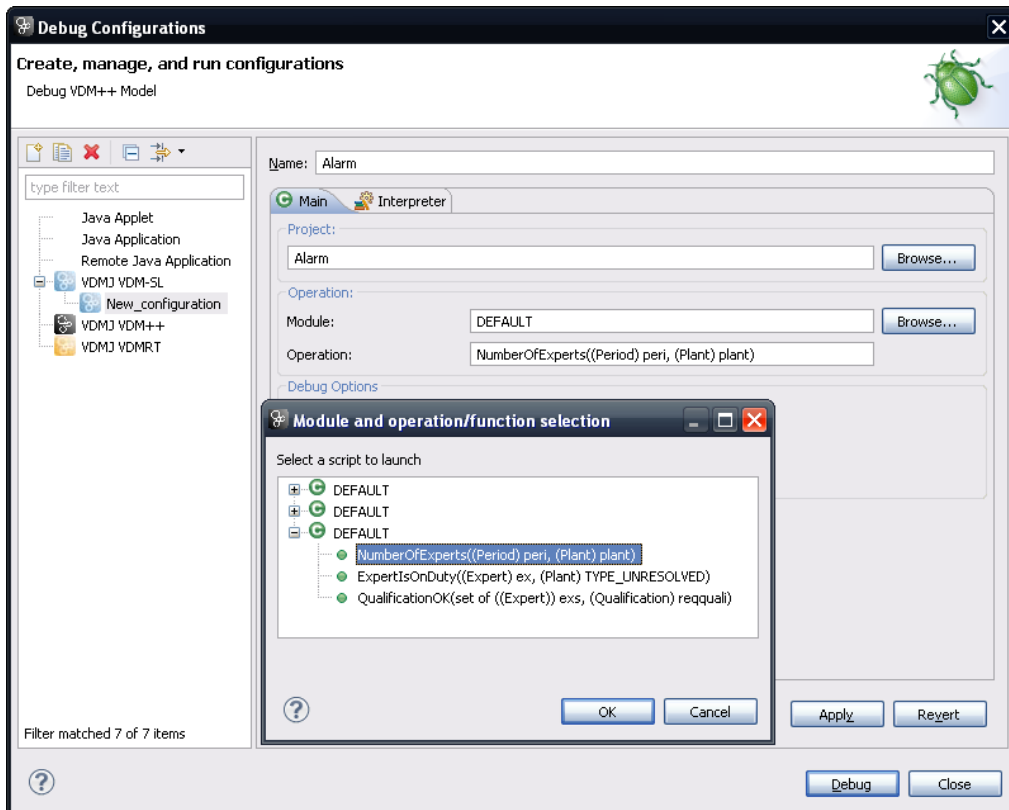 Debug Configurations
Create, manage, and run configurations
Debug VDM++ Model
type filter text
Java Applet
Java Application
Remote Java Application
VDMJ VDM-SL
New_configuration
VDMJ VDM++
VDMJ VDMRT
Filter matched 7 of 7 items
Name: Alarm
Main Interpreter
Project:
Alarm Browse...
Operation:
Module: DEFAULT Browse...
Operation: NumberOfExperts((Period) peri, (Plant) plant)
Debug Options
Module and operation/function selection
Select a script to launch
DEFAULT
DEFAULT
DEFAULT
NumberOfExperts((Period) peri, (Plant) plant)
ExpertIsOnDuty((Expert) ex, (Plant) TYPE_UNRESOLVED)
QualificationOK(set of ((Expert)) exs, (Qualification) reqquali)
? OK Cancel
Apply Revert
? Debug Close